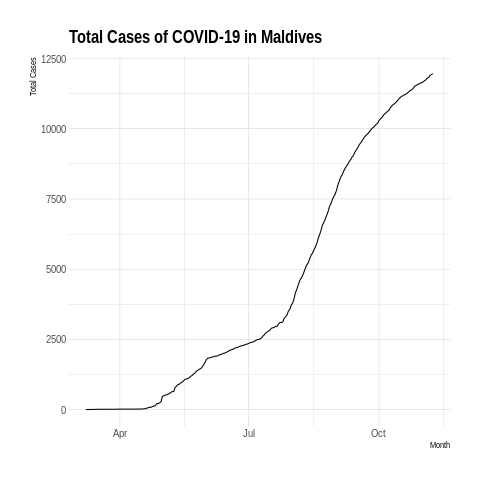 Total Cases of COVID-19 in Maldives
Total Cases
12500
10000
7500
5000
2500
0
Apr
Jul
Oct
Month